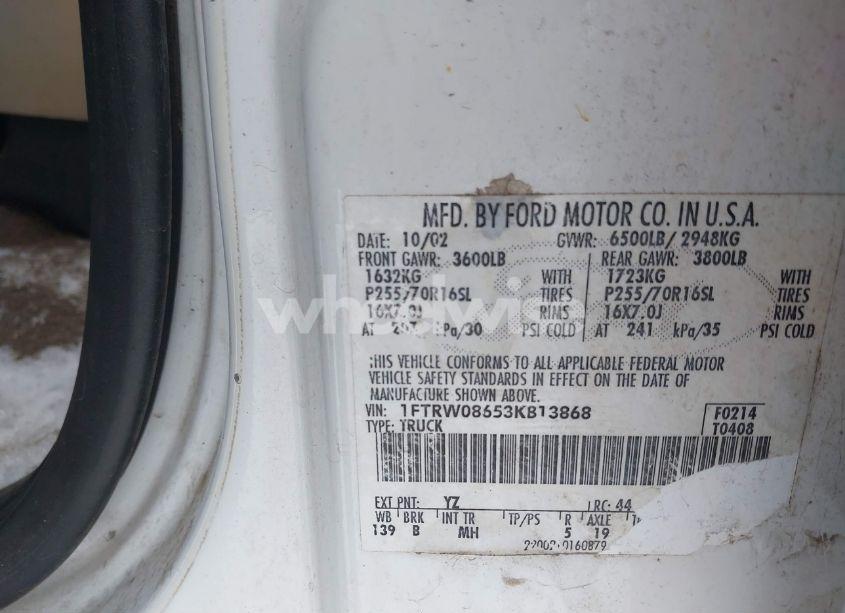 MFD. BY FORD MOTOR CO. IN U.S.A.
DATE: 10/02 GVWR: 6500LB/ 2948KG
FRONT GAWR: 3600LB REAR GAWR: 3800LB
1632KG WITH 1723KG WITH
P255/70R16SL TIRES P255/70R16SL TIRES
16X7.0J RIMS 16X7.0J RIMS
AT kPa/30 PSI COLD AT 241 kPa/35 PSI COLD
THIS VEHICLE CONFORMS TO ALL APPLICABLE FEDERAL MOTOR
VEHICLE SAFETY STANDARDS IN EFFECT ON THE DATE OF
MANUFACTURE SHOWN ABOVE.
VIN: 1FTRW08653KB13868 F0214
TYPE: TRUCK T0408
EXT PNT: YZ RC: 44
WB BRK INT TR TP/PS R AXLE
139 B MH 5 19